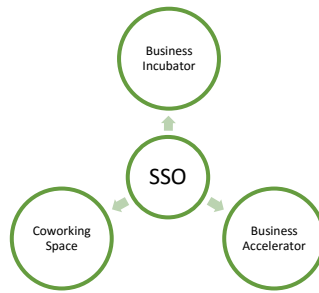 Business
Incubator
SSO
Coworking
Space
Business
Accelerator